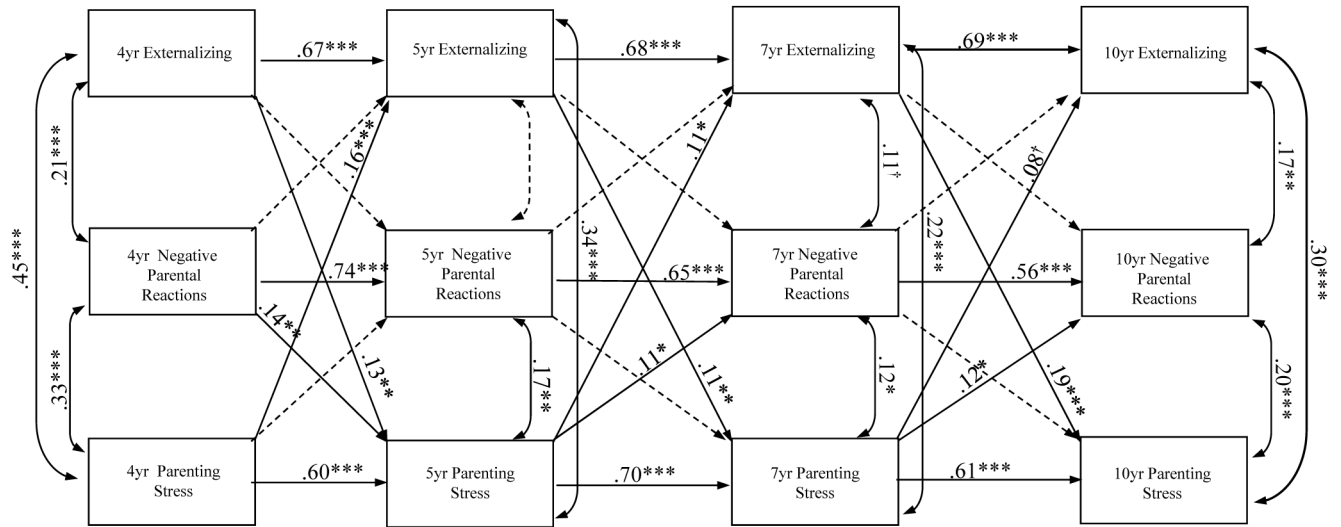 4yr Externalizing
.67***
5yr Externalizing
.68***
7yr Externalizing
.69***
10yr Externalizing
.21***
.16***
.11*
.11†
.08†
.17**
.45***
.34***
.22***
.30***
4yr Negative
Parental
Reactions
.74***
5yr Negative
Parental
Reactions
.65***
7yr Negative
Parental
Reactions
.56***
10yr Negative
Parental
Reactions
.33***
.14**
.13**
.17**
.11*
.11**
.12*
.12*
.19***
.20***
4yr Parenting
Stress
.60***
5yr Parenting
Stress
.70***
7yr Parenting
Stress
.61***
10yr Parenting
Stress